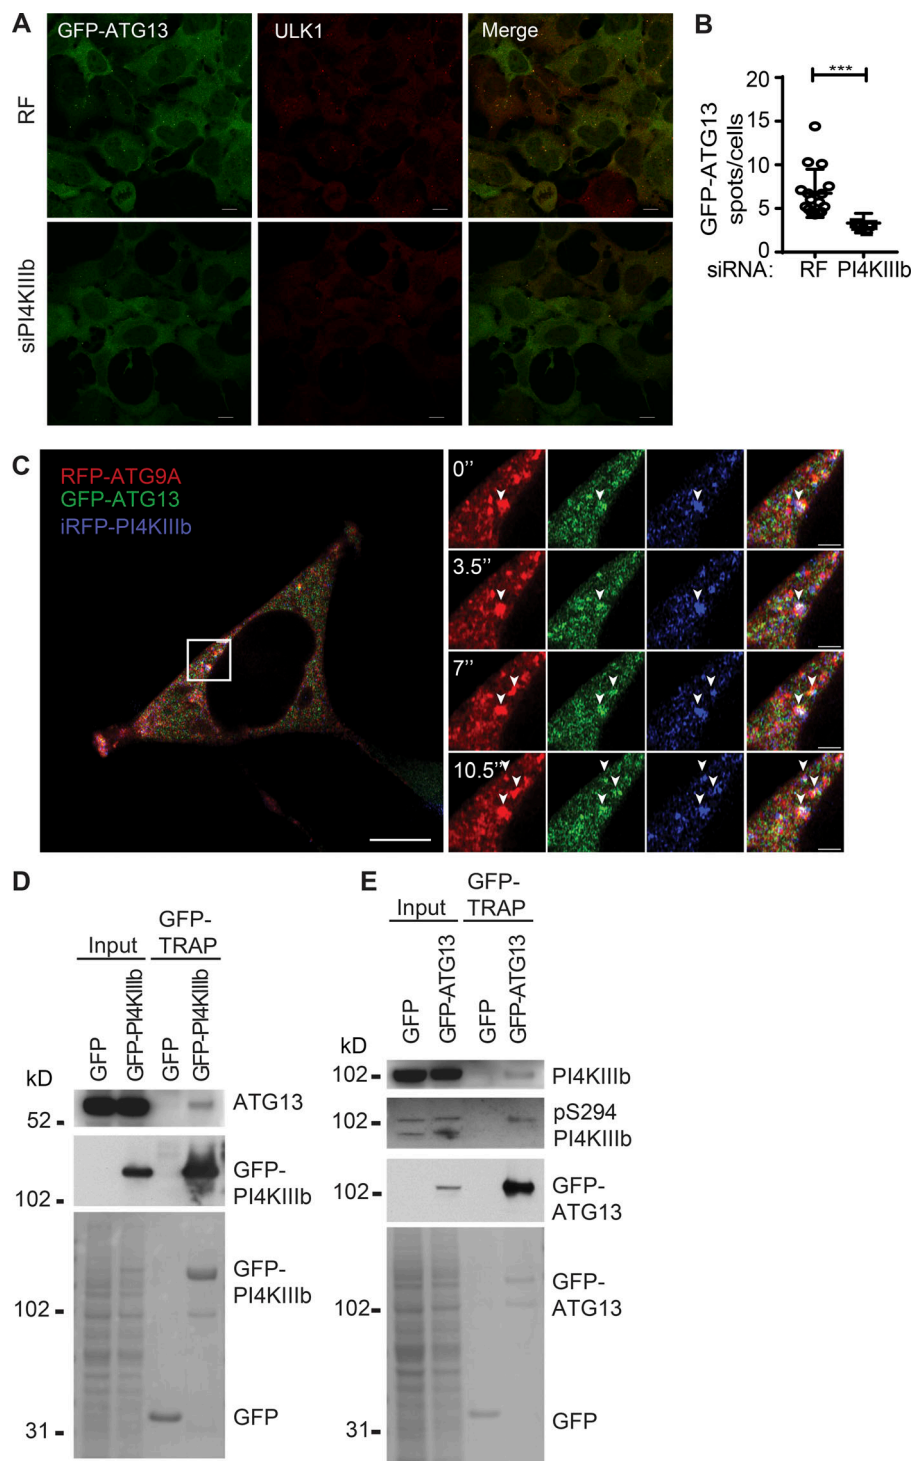 A
GFP-ATG13
ULK1
Merge
RF
siPI4KIIIb
B
GFP-ATG13
spots/cells
20
15
10
5
0
***
siRNA:
RF
PI4KIIIb
C
RFP-ATG9A
GFP-ATG13
iRFP-PI4KIIIb
0’’
3.5’’
7’’
10.5’’
D
Input
GFP-
TRAP
GFP
GFP-PI4KIIIb
GFP
GFP-PI4KIIIb
kD
52
ATG13
102
GFP-
PI4KIIIb
GFP-
PI4KIIIb
102
31
GFP
E
Input
GFP-
TRAP
GFP
GFP-ATG13
GFP
GFP-ATG13
kD
102
PI4KIIIb
102
pS294
PI4KIIIb
102
GFP-
ATG13
102
GFP-
ATG13
31
GFP